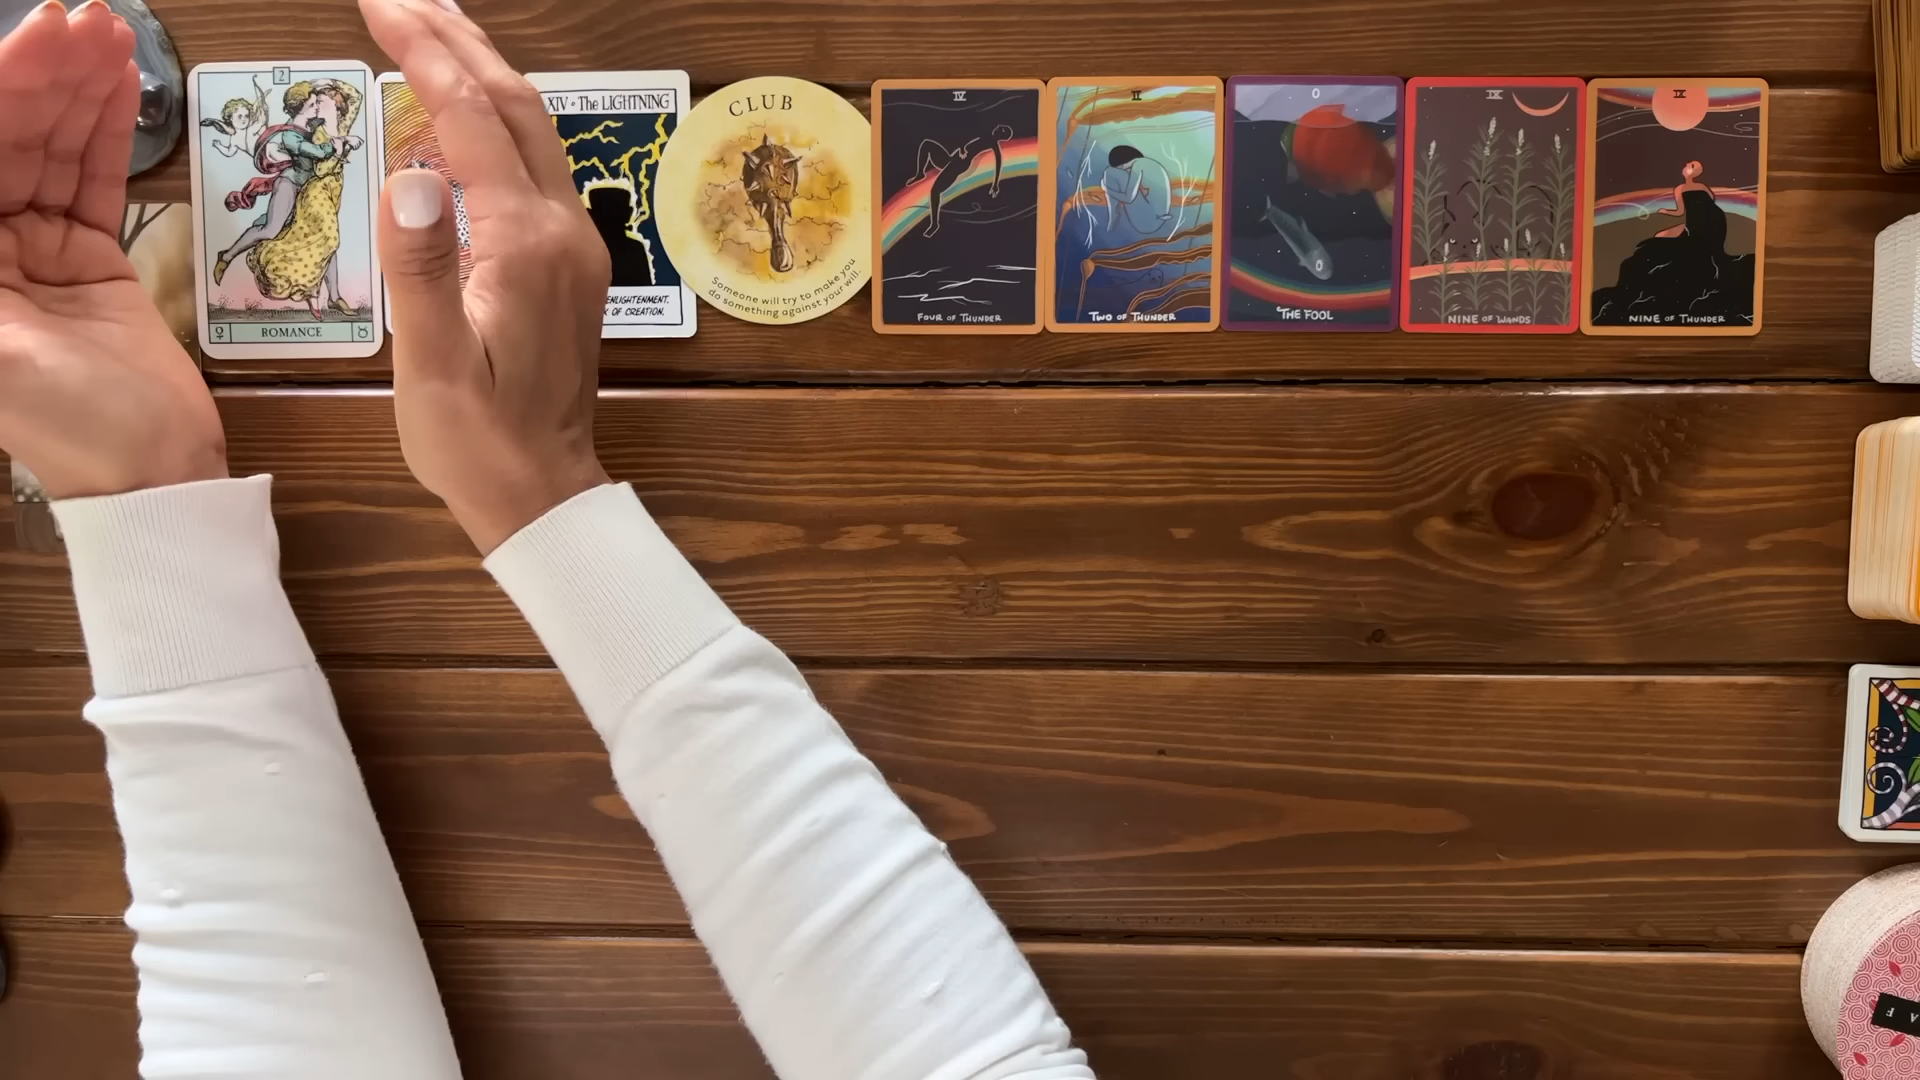 2
ROMANCE
XIV • The LIGHTNING
ENLIGHTENMENT.
OF CREATION.
CLUB
Someone will try to make you
do something against your will.
IV
FOUR OF THUNDER
II
TWO OF THUNDER
0
0
THE FOOL
IX
NINE OF WANDS
IX
NINE OF THUNDER
A F